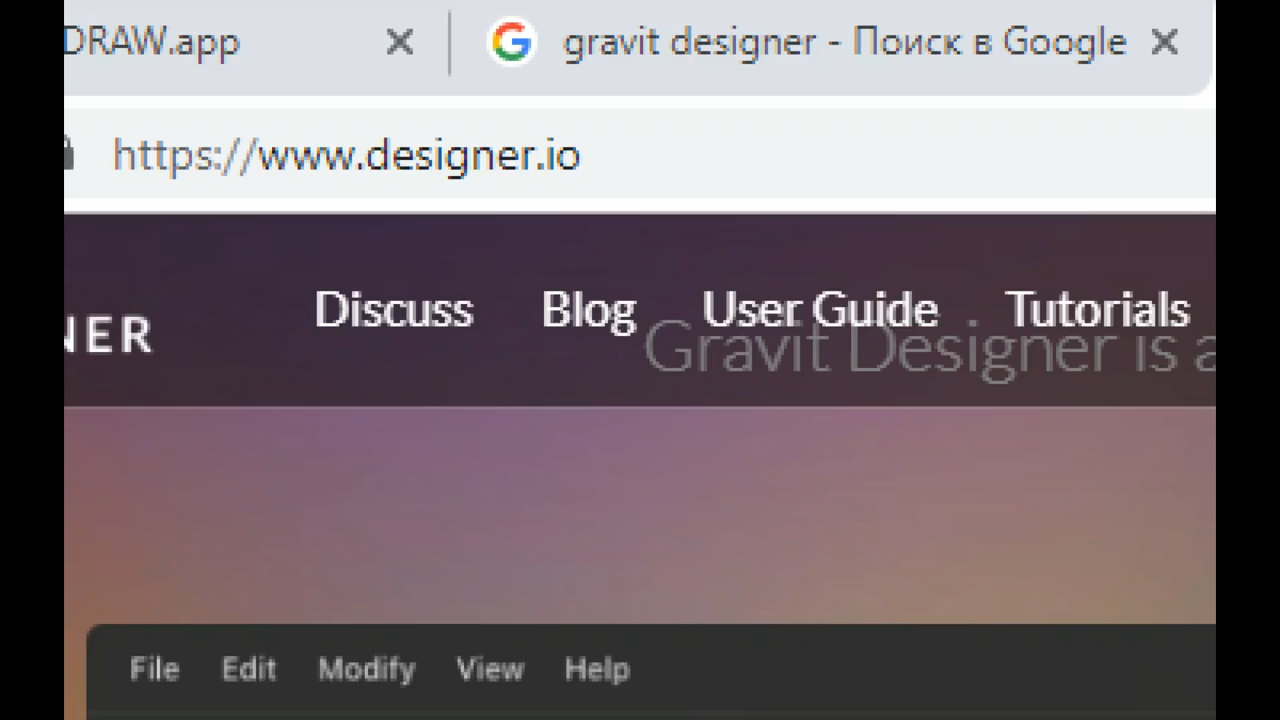 DRAW.app
gravit designer - Поиск в Google
https://www.designer.io
NER
Discuss Blog User Guide Tutorials
Gravit Designer is a
File Edit Modify View Help